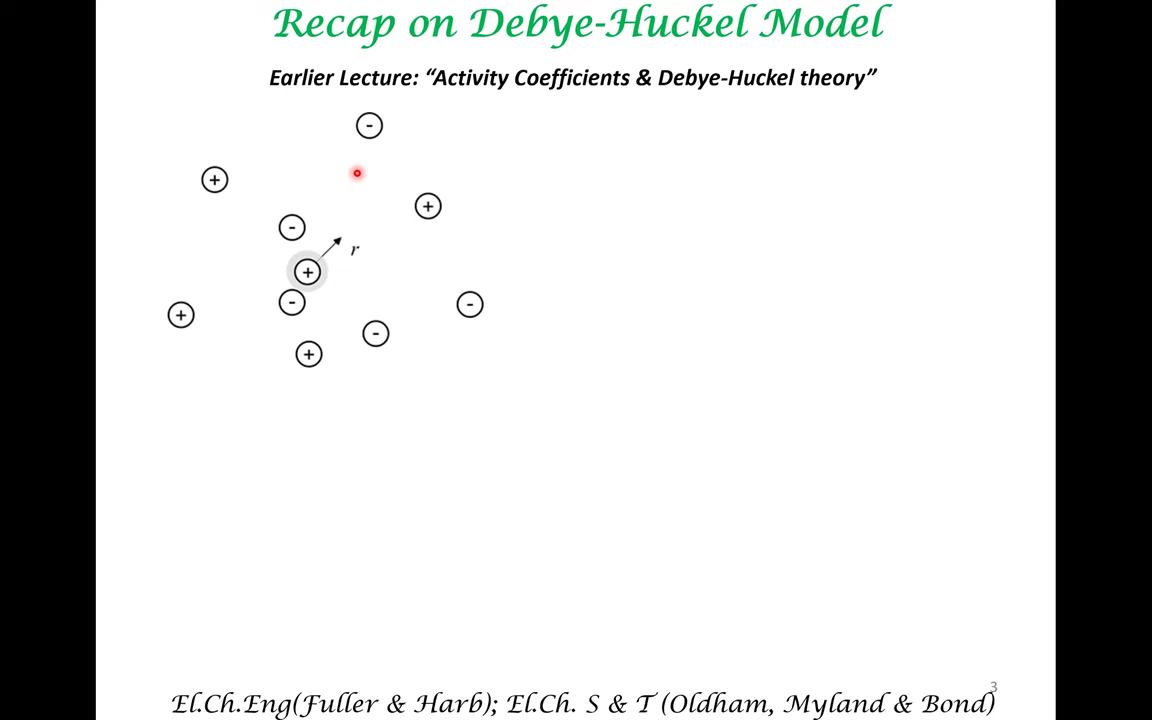 Recap on Debye-Huckel Model
Earlier Lecture: “Activity Coefficients & Debye-Huckel theory”
-
+
+
-
r
+
-
-
+
-
+
3
El.Ch.Eng(Fuller & Harb); El.Ch. S & T (Oldham, Myland & Bond)